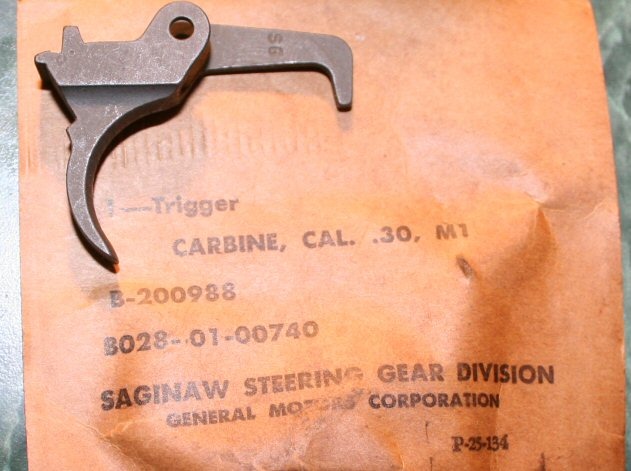 SG
1—Trigger
CARBINE, CAL. .30, M1
B-200988
B028-01-00740
SAGINAW STEERING GEAR DIVISION
GENERAL MOTORS CORPORATION
P-25-134